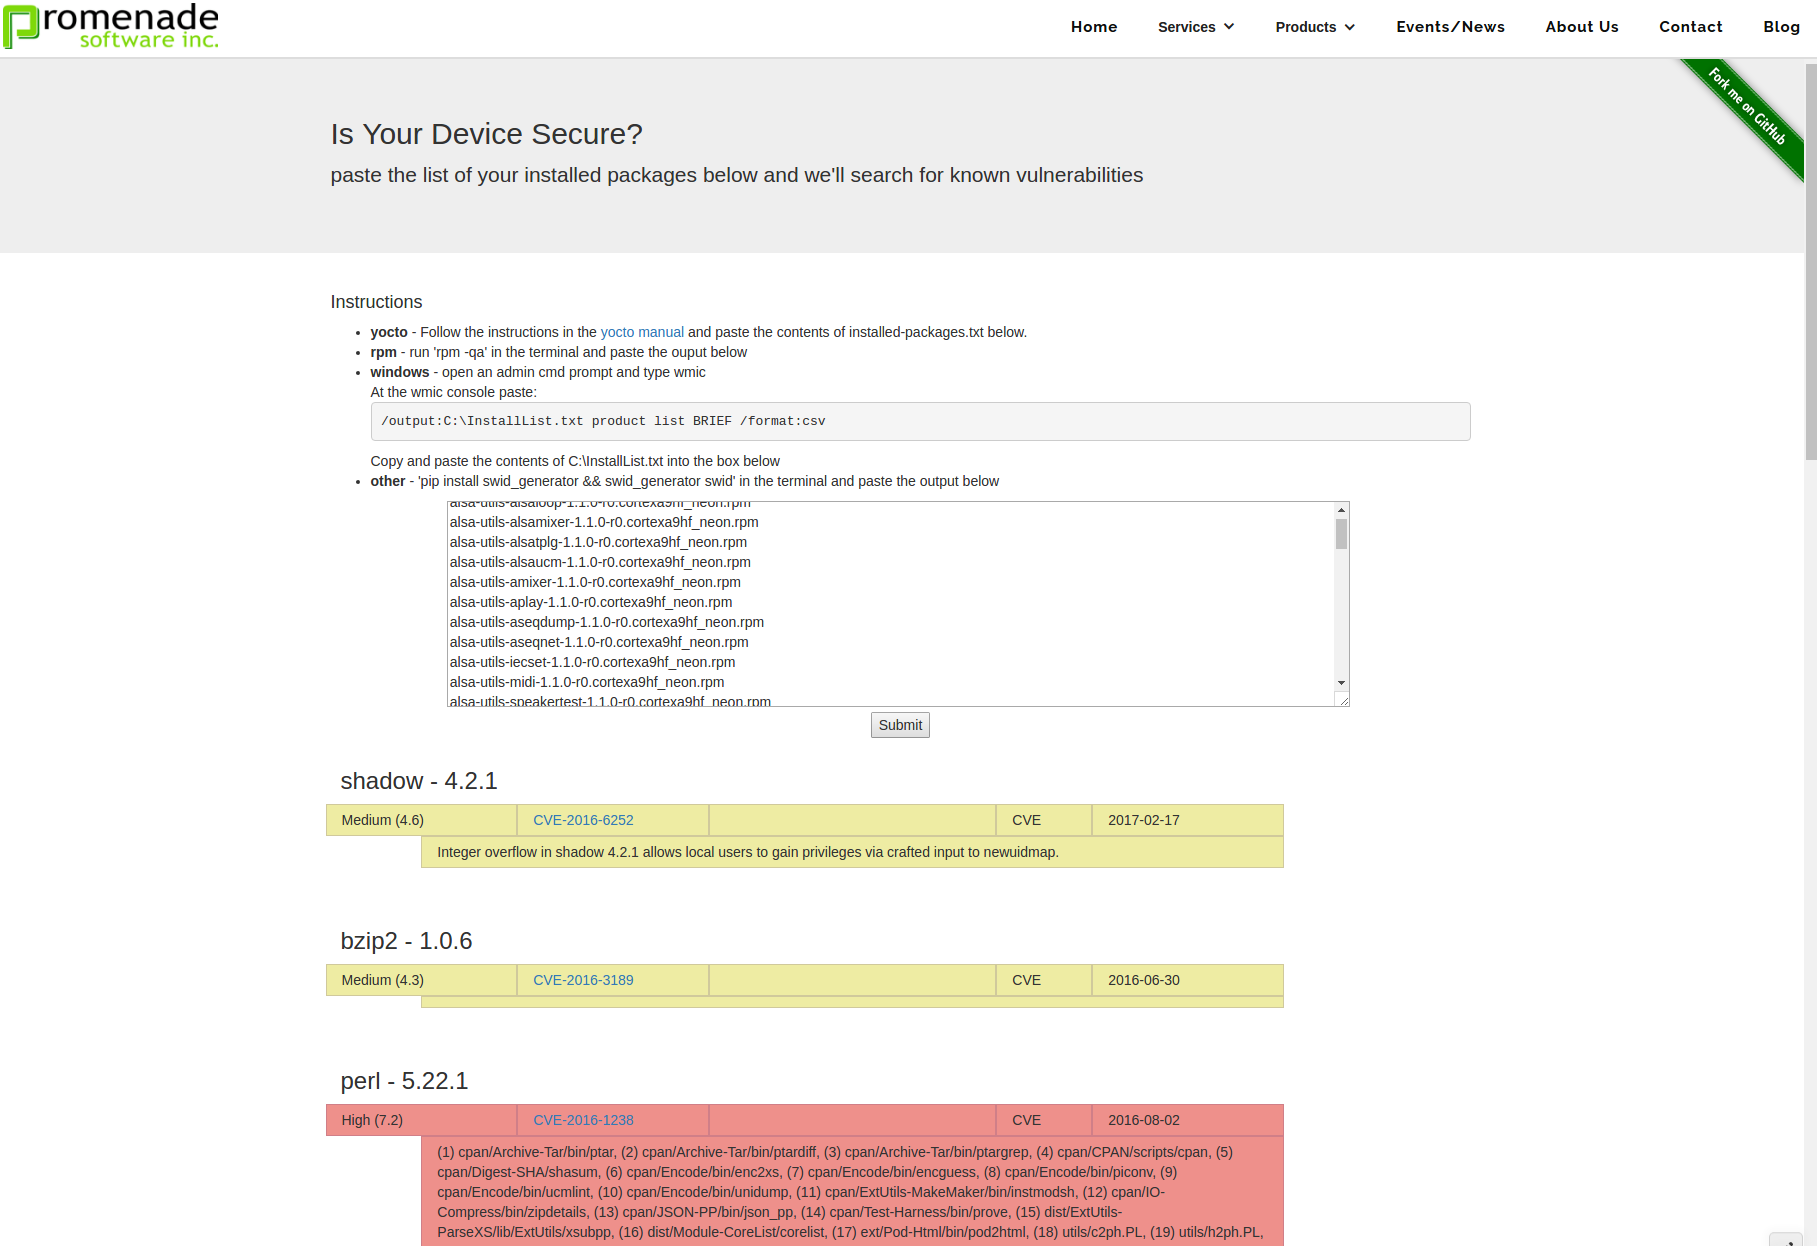 Promenade
software inc.
Home Services Products Events/News About Us Contact Blog
Fork me on GitHub
Is Your Device Secure?
paste the list of your installed packages below and we'll search for known vulnerabilities
Instructions
• yocto - Follow the instructions in the yocto manual and paste the contents of installed-packages.txt below.
• rpm - run 'rpm -qa' in the terminal and paste the ouput below
• windows - open an admin cmd prompt and type wmic
At the wmic console paste:
/output:C:\InstallList.txt product list BRIEF /format:csv
Copy and paste the contents of C:\InstallList.txt into the box below
• other - 'pip install swid_generator && swid_generator swid' in the terminal and paste the output below
alsa-utils-alsaloop-1.1.0-r0.cortexa9hf_neon.rpm
alsa-utils-alsamixer-1.1.0-r0.cortexa9hf_neon.rpm
alsa-utils-alsatplg-1.1.0-r0.cortexa9hf_neon.rpm
alsa-utils-alsaucm-1.1.0-r0.cortexa9hf_neon.rpm
alsa-utils-amixer-1.1.0-r0.cortexa9hf_neon.rpm
alsa-utils-aplay-1.1.0-r0.cortexa9hf_neon.rpm
alsa-utils-aseqdump-1.1.0-r0.cortexa9hf_neon.rpm
alsa-utils-aseqnet-1.1.0-r0.cortexa9hf_neon.rpm
alsa-utils-iecset-1.1.0-r0.cortexa9hf_neon.rpm
alsa-utils-midi-1.1.0-r0.cortexa9hf_neon.rpm
alsa-utils-speakertest-1.1.0-r0.cortexa9hf_neon.rpm
Submit
shadow - 4.2.1
Medium (4.6) CVE-2016-6252 CVE 2017-02-17
Integer overflow in shadow 4.2.1 allows local users to gain privileges via crafted input to newuidmap.
bzip2 - 1.0.6
Medium (4.3) CVE-2016-3189 CVE 2016-06-30
perl - 5.22.1
High (7.2) CVE-2016-1238 CVE 2016-08-02
(1) cpan/Archive-Tar/bin/ptar, (2) cpan/Archive-Tar/bin/ptardiff, (3) cpan/Archive-Tar/bin/ptargrep, (4) cpan/CPAN/scripts/cpan, (5)
cpan/Digest-SHA/shasum, (6) cpan/Encode/bin/enc2xs, (7) cpan/Encode/bin/encguess, (8) cpan/Encode/bin/piconv, (9)
cpan/Encode/bin/ucmlint, (10) cpan/Encode/bin/unidump, (11) cpan/ExtUtils-MakeMaker/bin/instmodsh, (12) cpan/IO-
Compress/bin/zipdetails, (13) cpan/JSON-PP/bin/json_pp, (14) cpan/Test-Harness/bin/prove, (15) dist/ExtUtils-
ParseXS/lib/ExtUtils/xsubpp, (16) dist/Module-CoreList/corelist, (17) ext/Pod-Html/bin/pod2html, (18) utils/c2ph.PL, (19) utils/h2ph.PL,